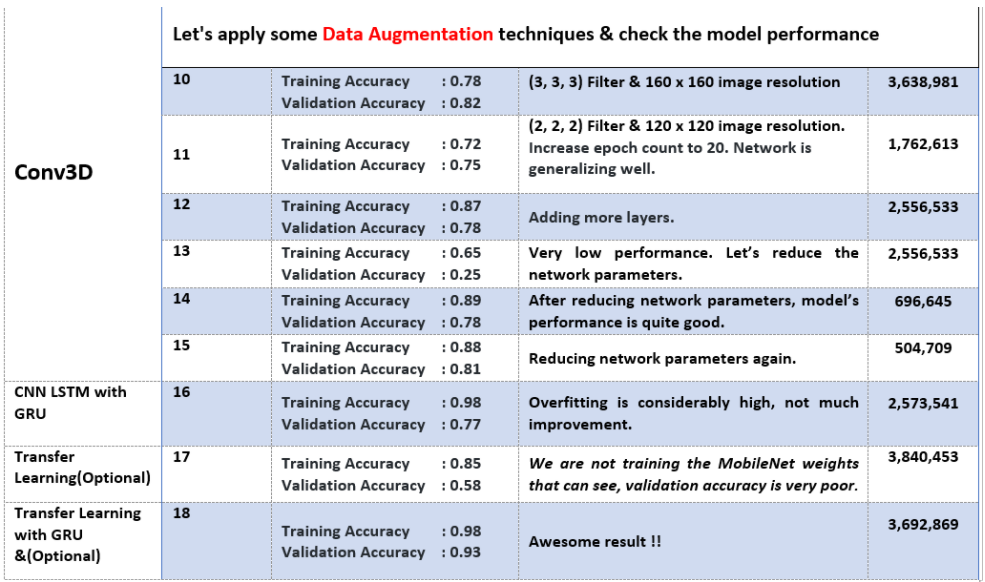 Let's apply some Data Augmentation techniques & check the model performance
Conv3D
10
Training Accuracy : 0.78
Validation Accuracy : 0.82
(3, 3, 3) Filter & 160 x 160 image resolution
3,638,981
11
Training Accuracy : 0.72
Validation Accuracy : 0.75
(2, 2, 2) Filter & 120 x 120 image resolution.
Increase epoch count to 20. Network is
generalizing well.
1,762,613
12
Training Accuracy : 0.87
Validation Accuracy : 0.78
Adding more layers.
2,556,533
13
Training Accuracy : 0.65
Validation Accuracy : 0.25
Very low performance. Let's reduce the
network parameters.
2,556,533
14
Training Accuracy : 0.89
Validation Accuracy : 0.78
After reducing network parameters, model's
performance is quite good.
696,645
15
Training Accuracy : 0.88
Validation Accuracy : 0.81
Reducing network parameters again.
504,709
CNN LSTM with
GRU
16
Training Accuracy : 0.98
Validation Accuracy : 0.77
Overfitting is considerably high, not much
improvement.
2,573,541
Transfer
Learning(Optional)
17
Training Accuracy : 0.85
Validation Accuracy : 0.58
We are not training the MobileNet weights
that can see, validation accuracy is very poor.
3,840,453
Transfer Learning
with GRU
&(Optional)
18
Training Accuracy : 0.98
Validation Accuracy : 0.93
Awesome result !!
3,692,869